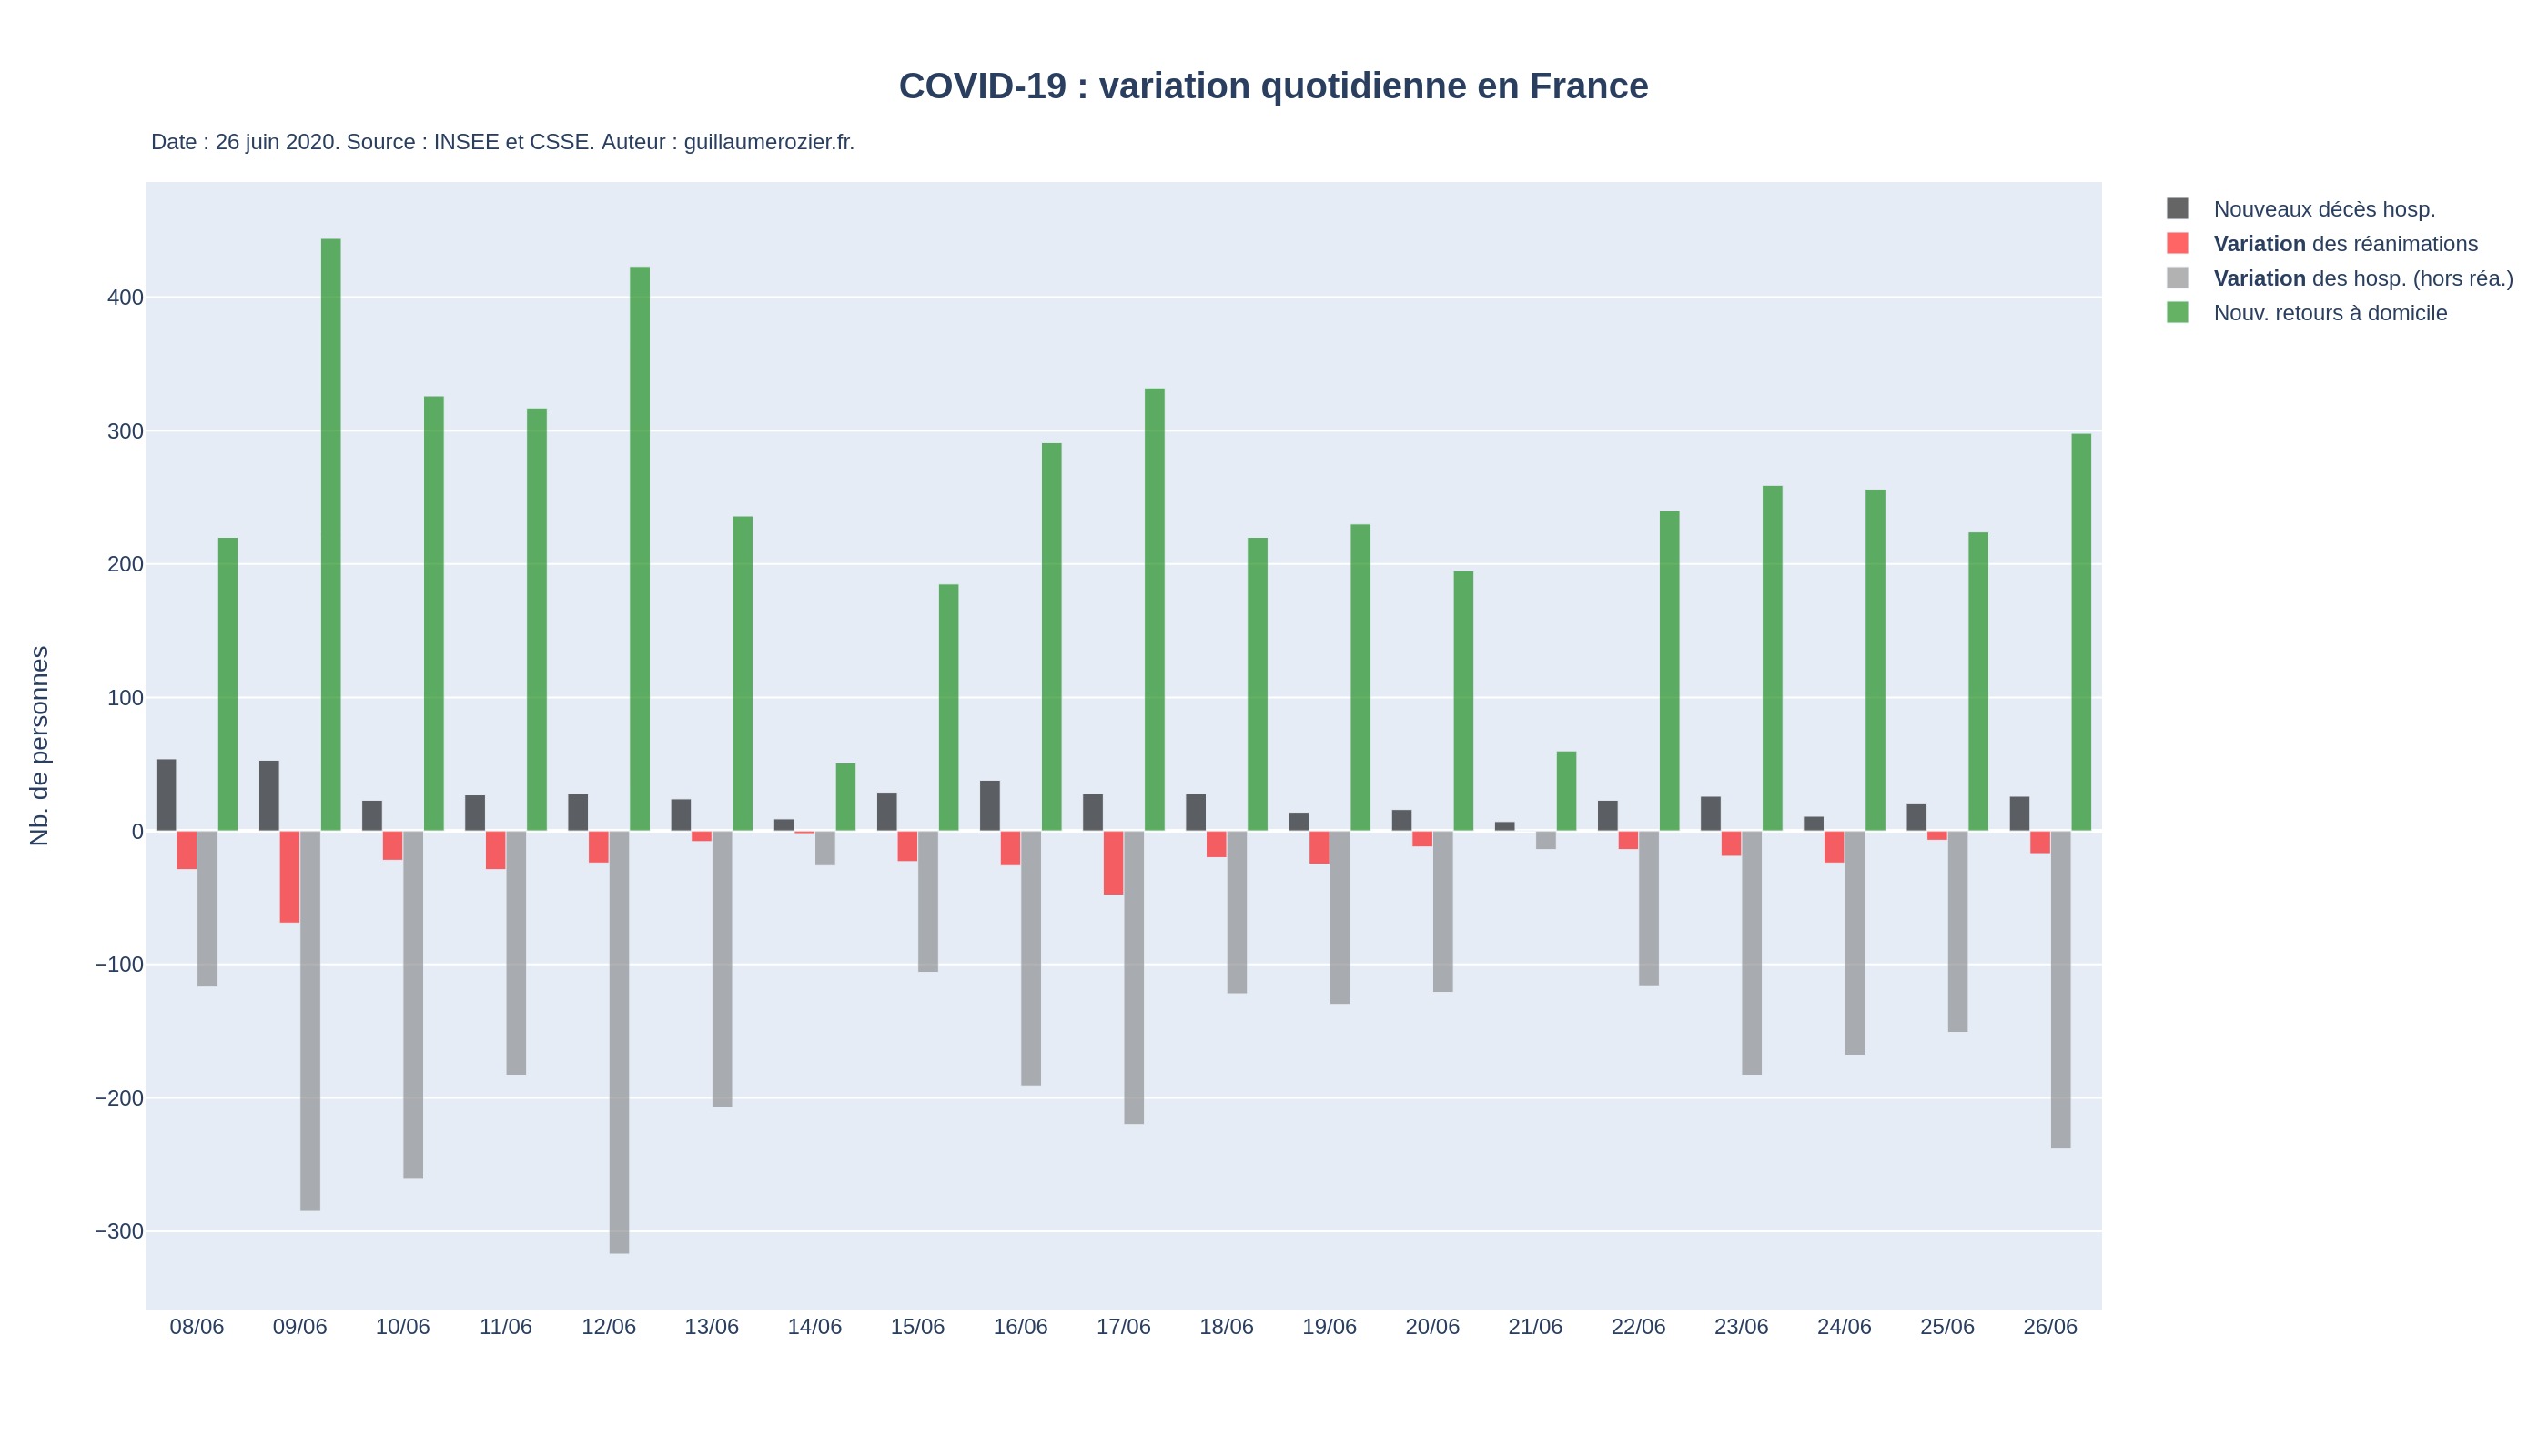 COVID-19 : variation quotidienne en France
Date : 26 juin 2020. Source : INSEE et CSSE. Auteur : guillaumerozier.fr.
Nouveaux décès hosp.
Variation des réanimations
Variation des hosp. (hors réa.)
Nouv. retours à domicile
Nb. de personnes
400
300
200
100
0
−100
−200
−300
08/06 09/06 10/06 11/06 12/06 13/06 14/06 15/06 16/06 17/06 18/06 19/06 20/06 21/06 22/06 23/06 24/06 25/06 26/06